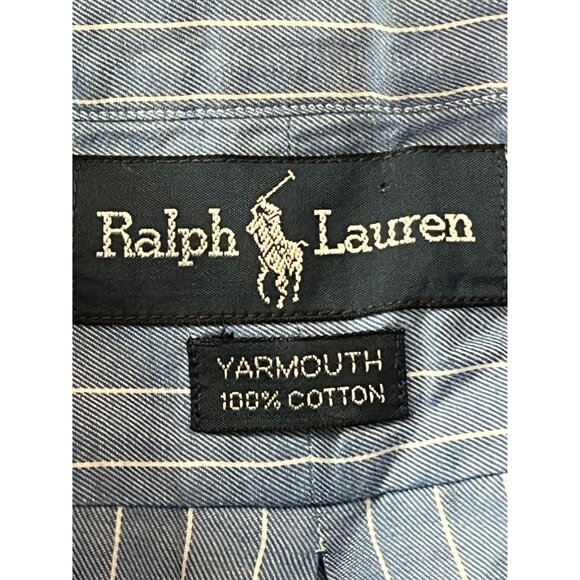 Ralph Lauren
YARMOUTH
100% COTTON